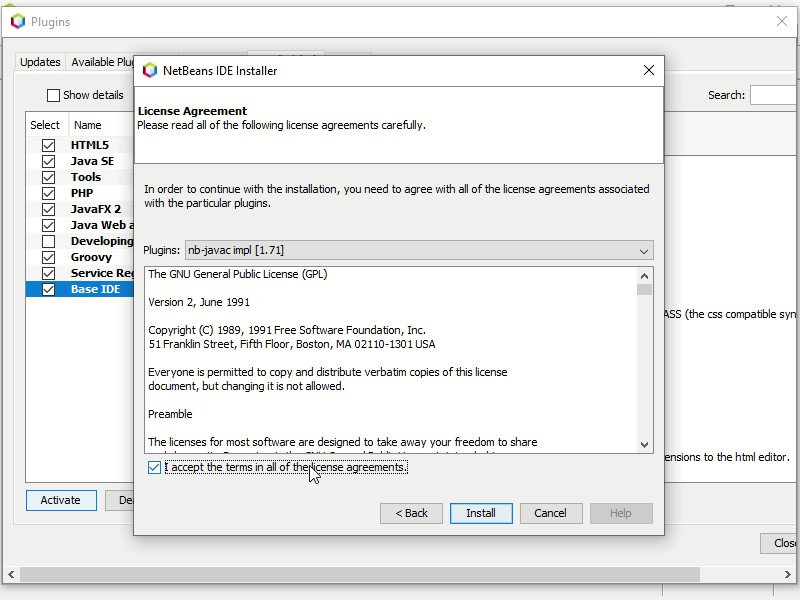 Plugins
Updates
Available Plug
Show details
Search:
Select
Name
HTML5
Java SE
Tools
PHP
JavaFX 2
Java Web a
Developing
Groovy
Service Reg
Base IDE
Activate
Dea
NetBeans IDE Installer
License Agreement
Please read all of the following license agreements carefully.
In order to continue with the installation, you need to agree with all of the license agreements associated
with the particular plugins.
Plugins:
nb-javac impl [1.71]
The GNU General Public License (GPL)
Version 2, June 1991
Copyright (C) 1989, 1991 Free Software Foundation, Inc.
51 Franklin Street, Fifth Floor, Boston, MA 02110-1301 USA
Everyone is permitted to copy and distribute verbatim copies of this license
document, but changing it is not allowed.
Preamble
The licenses for most software are designed to take away your freedom to share
I accept the terms in all of the license agreements.
< Back
Install
Cancel
Help
ASS (the css compatible syn
ensions to the html editor.
Close